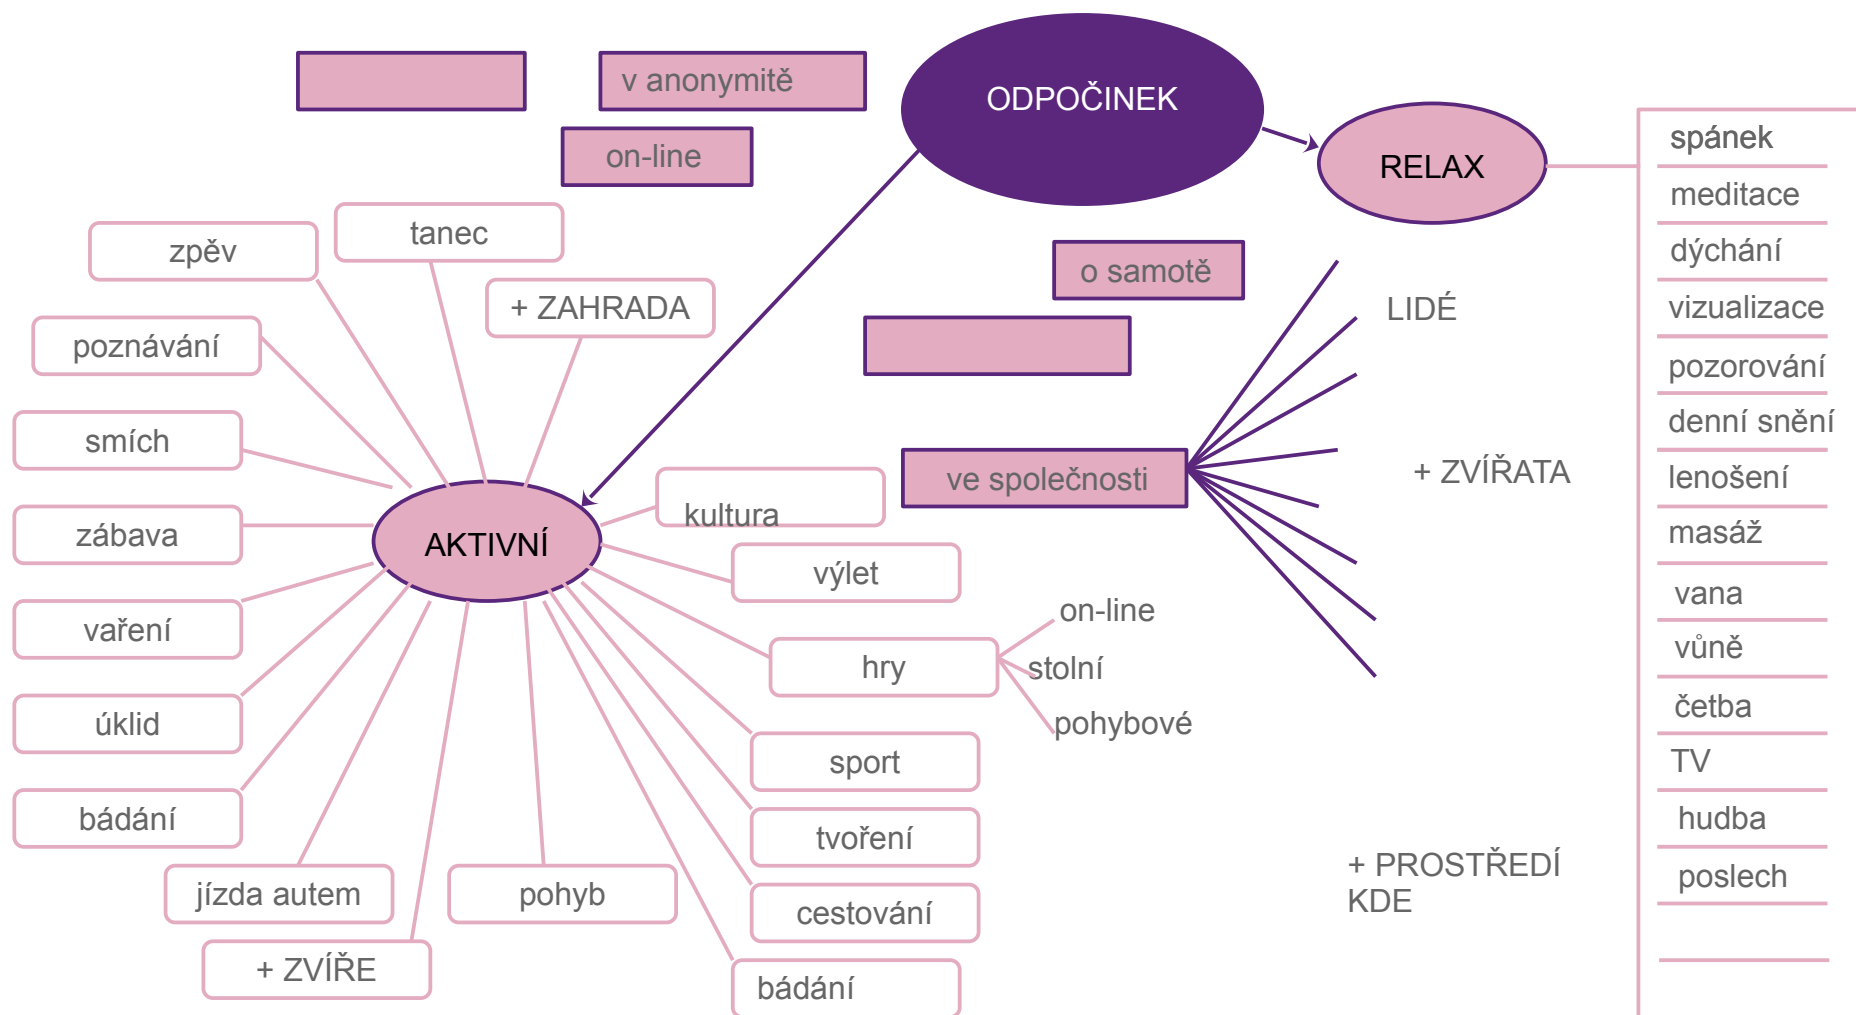 ODPOČINEK
v anonymitě
on-line
RELAX
spánek
meditace
dýchání
vizualizace
pozorování
denní snění
lenošení
masáž
vana
vůně
četba
TV
hudba
poslech
tanec
zpěv
+ ZAHRADA
poznávání
smích
zábava
vaření
úklid
bádání
jízda autem
+ ZVÍŘE
pohyb
AKTIVNÍ
kultura
výlet
hry
on-line
stolní
pohybové
sport
tvoření
cestování
bádání
o samotě
ve společnosti
LIDÉ
+ ZVÍŘATA
+ PROSTŘEDÍ
KDE